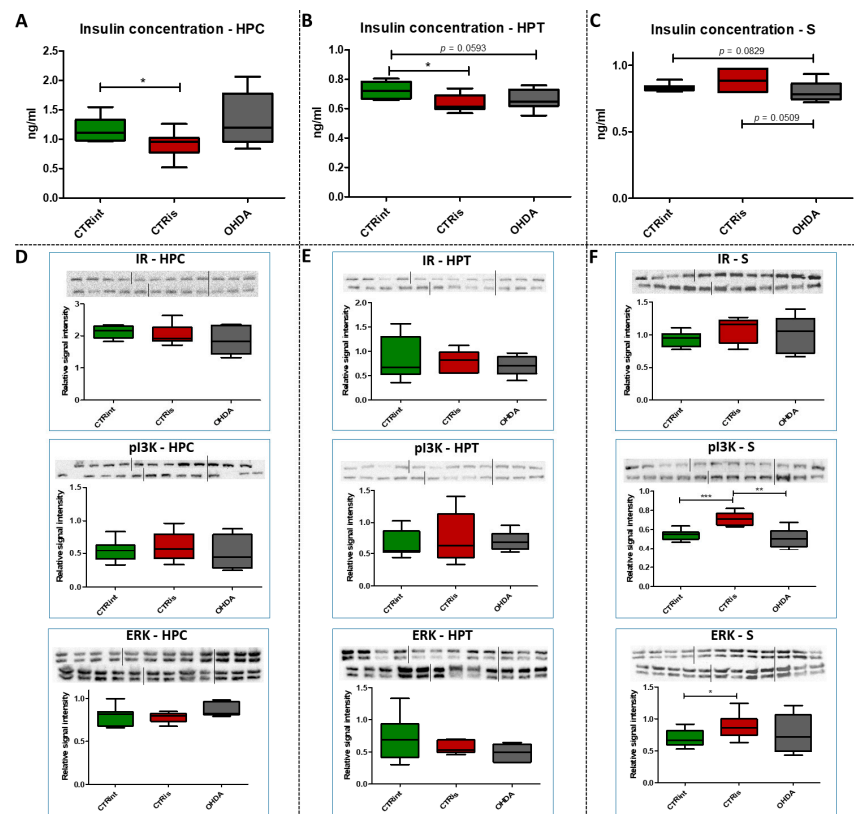 A
Insulin concentration - HPC
ng/ml
2.5
2.0
1.5
1.0
0.5
0.0
*
CTRint
CTRis
OHDA
B
Insulin concentration - HPT
ng/ml
1.0
0.8
0.6
0.4
0.2
0.0
p = 0.0593
*
CTRint
CTRis
OHDA
C
Insulin concentration - S
ng/ml
1.0
0.5
0.0
p = 0.0829
p = 0.0509
CTRint
CTRis
OHDA
D
IR - HPC
Relative signal intensity
3
2
1
0
CTRint
CTRis
OHDA
pI3K - HPC
Relative signal intensity
1.0
0.5
0.0
CTRint
CTRis
OHDA
ERK - HPC
Relative signal intensity
1.0
0.5
0.0
CTRint
CTRis
OHDA
E
IR - HPT
Relative signal intensity
2.0
1.5
1.0
0.5
0.0
CTRint
CTRis
OHDA
pI3K - HPT
Relative signal intensity
1.5
1.0
0.5
0.0
CTRint
CTRis
OHDA
ERK - HPT
Relative signal intensity
1.5
1.0
0.5
0.0
CTRint
CTRis
OHDA
F
IR - S
Relative signal intensity
1.5
1.0
0.5
0.0
CTRint
CTRis
OHDA
pI3K - S
Relative signal intensity
1.0
0.8
0.6
0.4
0.2
0.0
***
**
CTRint
CTRis
OHDA
ERK - S
Relative signal intensity
1.5
1.0
0.5
0.0
*
CTRint
CTRis
OHDA